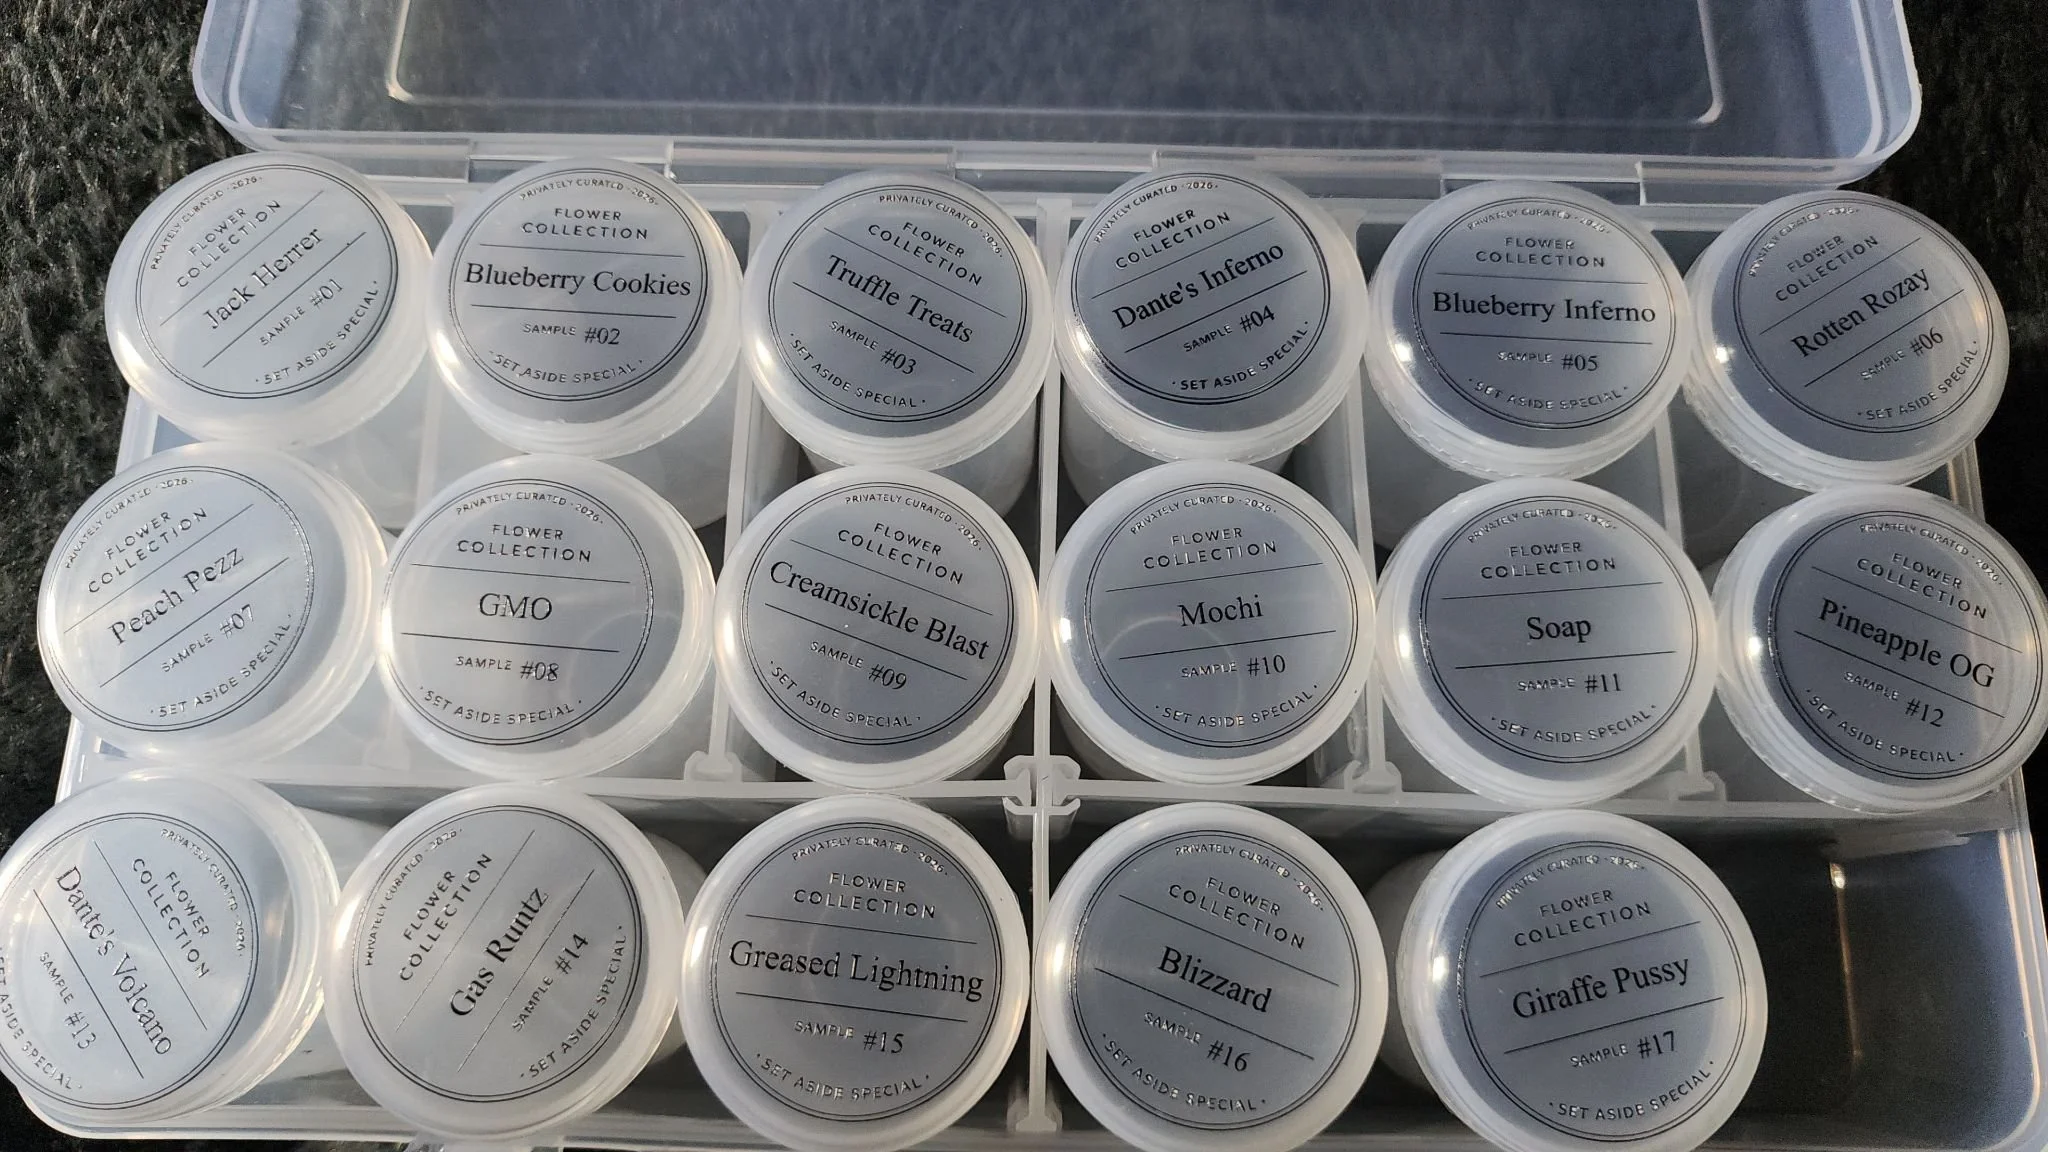 PRIVATELY CURATED · 2026 ·
FLOWER
COLLECTION
Jack Herrer
SAMPLE #01
· SET ASIDE SPECIAL ·
PRIVATELY CURATED · 2026 ·
FLOWER
COLLECTION
Blueberry Cookies
SAMPLE #02
· SET ASIDE SPECIAL ·
PRIVATELY CURATED · 2026 ·
FLOWER
COLLECTION
Truffle Treats
SAMPLE #03
· SET ASIDE SPECIAL ·
PRIVATELY CURATED · 2026 ·
FLOWER
COLLECTION
Dante's Inferno
SAMPLE #04
· SET ASIDE SPECIAL ·
PRIVATELY CURATED · 2026 ·
FLOWER
COLLECTION
Blueberry Inferno
SAMPLE #05
· SET ASIDE SPECIAL ·
PRIVATELY CURATED · 2026 ·
FLOWER
COLLECTION
Rotten Rozay
SAMPLE #06
· SET ASIDE SPECIAL ·
PRIVATELY CURATED · 2026 ·
FLOWER
COLLECTION
Peach Pezz
SAMPLE #07
· SET ASIDE SPECIAL ·
PRIVATELY CURATED · 2026 ·
FLOWER
COLLECTION
GMO
SAMPLE #08
· SET ASIDE SPECIAL ·
PRIVATELY CURATED · 2026 ·
FLOWER
COLLECTION
Creamsickle Blast
SAMPLE #09
· SET ASIDE SPECIAL ·
PRIVATELY CURATED · 2026 ·
FLOWER
COLLECTION
Mochi
SAMPLE #10
· SET ASIDE SPECIAL ·
PRIVATELY CURATED · 2026 ·
FLOWER
COLLECTION
Soap
SAMPLE #11
· SET ASIDE SPECIAL ·
PRIVATELY CURATED · 2026 ·
FLOWER
COLLECTION
Pineapple OG
SAMPLE #12
· SET ASIDE SPECIAL ·
PRIVATELY CURATED · 2026 ·
FLOWER
COLLECTION
Dante's Volcano
SAMPLE #13
SET ASIDE SPECIAL ·
PRIVATELY CURATED · 2026 ·
FLOWER
COLLECTION
Gas Runtz
SAMPLE #14
· SET ASIDE SPECIAL ·
PRIVATELY CURATED · 2026
FLOWER
COLLECTION
Greased Lightning
SAMPLE #15
· SET ASIDE SPECIAL ·
PRIVATELY CURATED · 2026 ·
FLOWER
COLLECTION
Blizzard
SAMPLE #16
· SET ASIDE SPECIAL ·
PRIVATELY CURATED · 2026 ·
FLOWER
COLLECTION
Giraffe Pussy
SAMPLE #17
· SET ASIDE SPECIAL ·